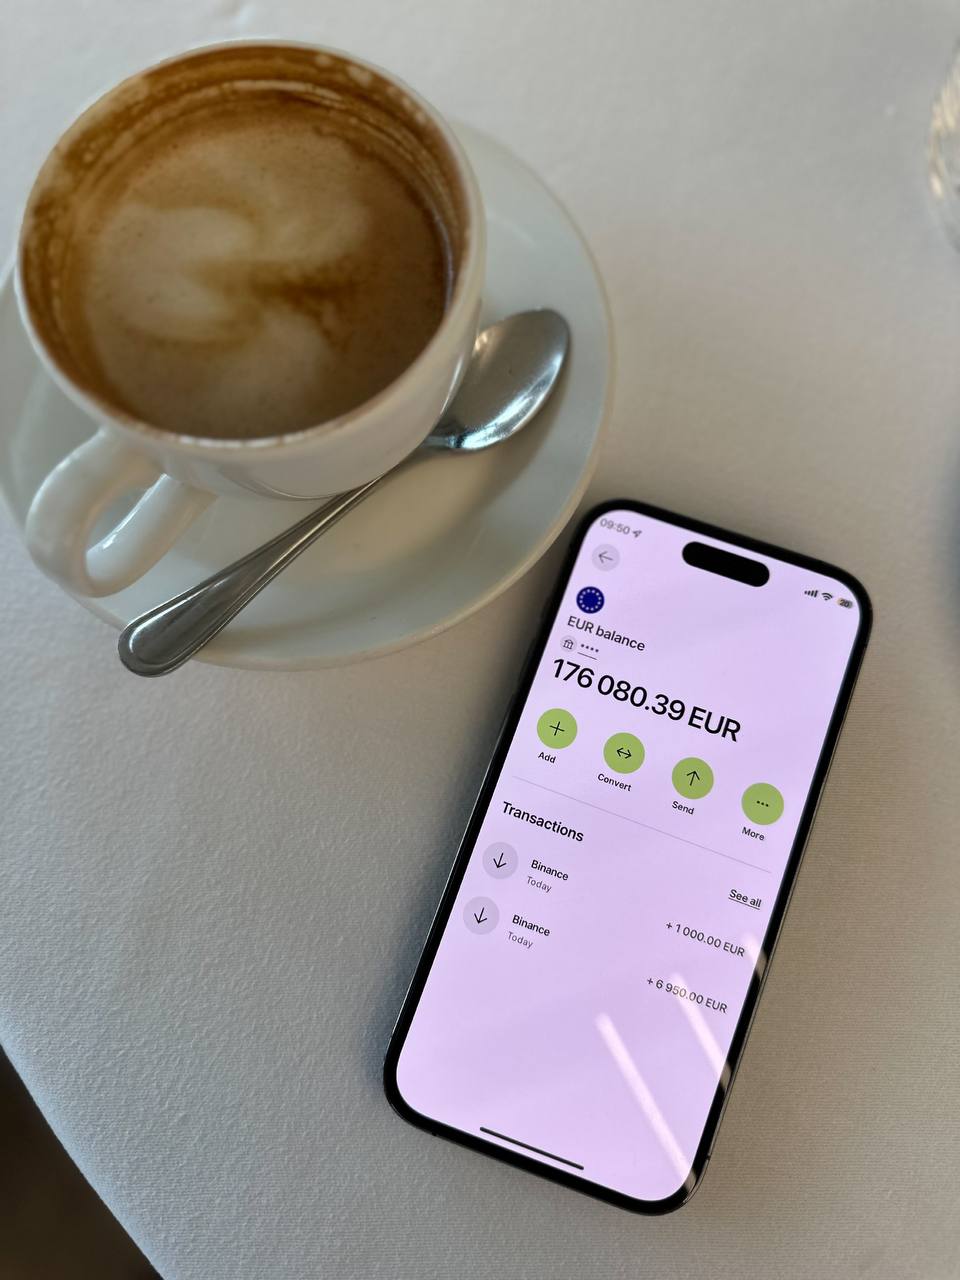 09:50
20
EUR balance
••••
176 080.39 EUR
Add
Convert
Send
More
Transactions
See all
Binance
Today
+ 1 000.00 EUR
Binance
Today
+ 6 950.00 EUR